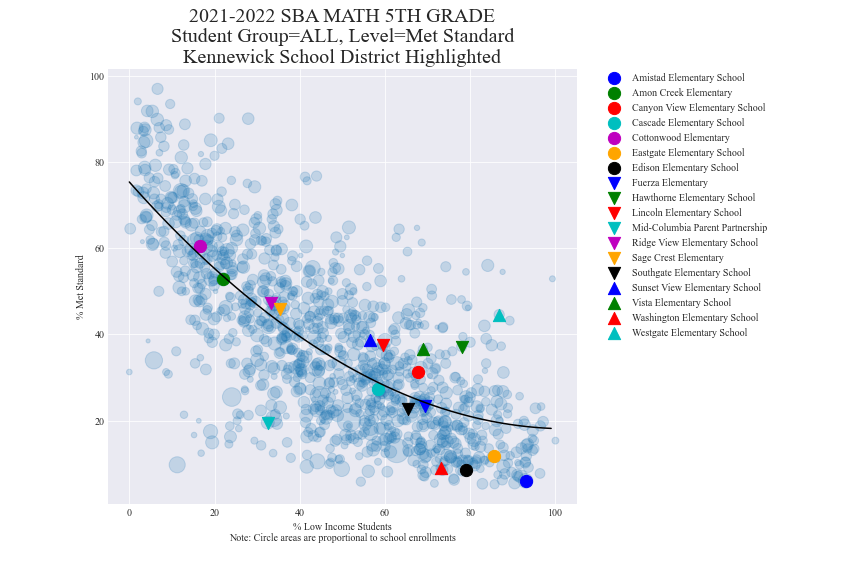 2021-2022 SBA MATH 5TH GRADE
Student Group=ALL, Level=Met Standard
Kennewick School District Highlighted
100
80
60
40
20
% Met Standard
0
20
40
60
80
100
% Low Income Students
Note: Circle areas are proportional to school enrollments
Amistad Elementary School
Amon Creek Elementary
Canyon View Elementary School
Cascade Elementary School
Cottonwood Elementary
Eastgate Elementary School
Edison Elementary School
Fuerza Elementary
Hawthorne Elementary School
Lincoln Elementary School
Mid-Columbia Parent Partnership
Ridge View Elementary School
Sage Crest Elementary
Southgate Elementary School
Sunset View Elementary School
Vista Elementary School
Washington Elementary School
Westgate Elementary School